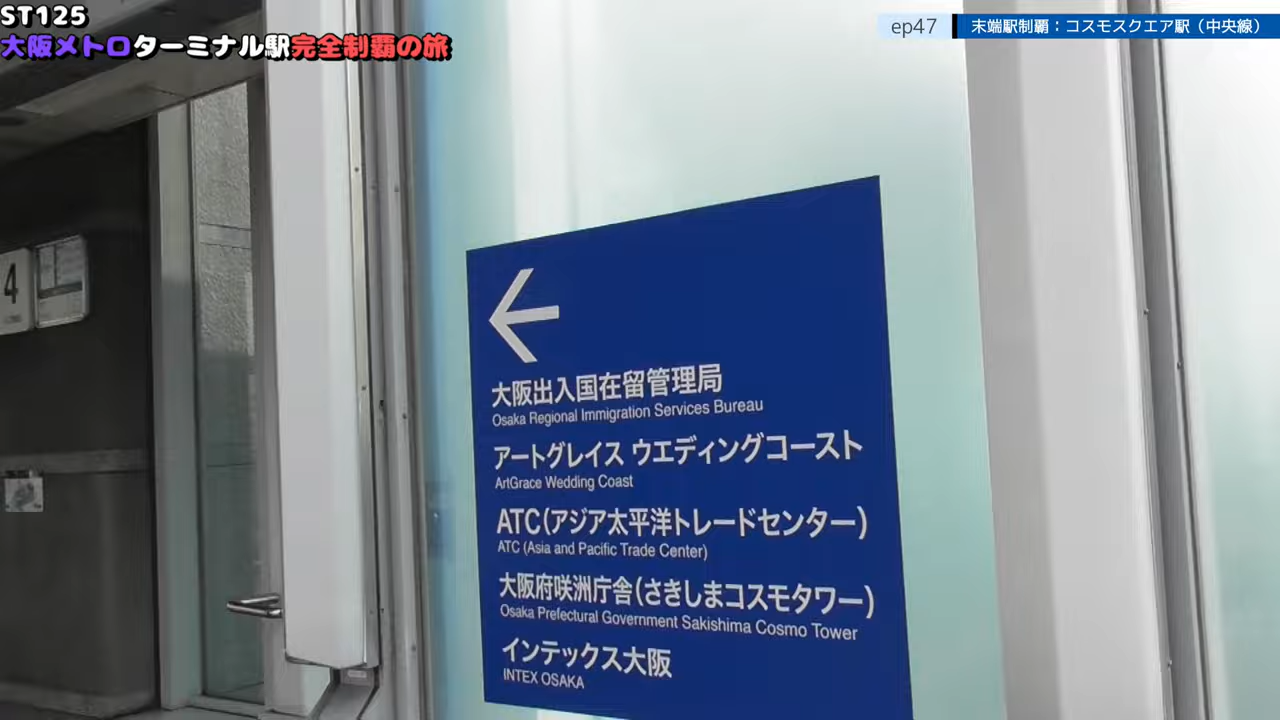 ST125
大阪メトロターミナル駅完全制覇の旅
ep47
末端駅制覇：コスモスクエア駅（中央線）
4
大阪出入国在留管理局
Osaka Regional Immigration Services Bureau
アートグレイス ウエディングコースト
ArtGrace Wedding Coast
ATC(アジア太平洋トレードセンター)
ATC (Asia and Pacific Trade Center)
大阪府咲洲庁舎(さきしまコスモタワー)
Osaka Prefectural Government Sakishima Cosmo Tower
インテックス大阪
INTEX OSAKA